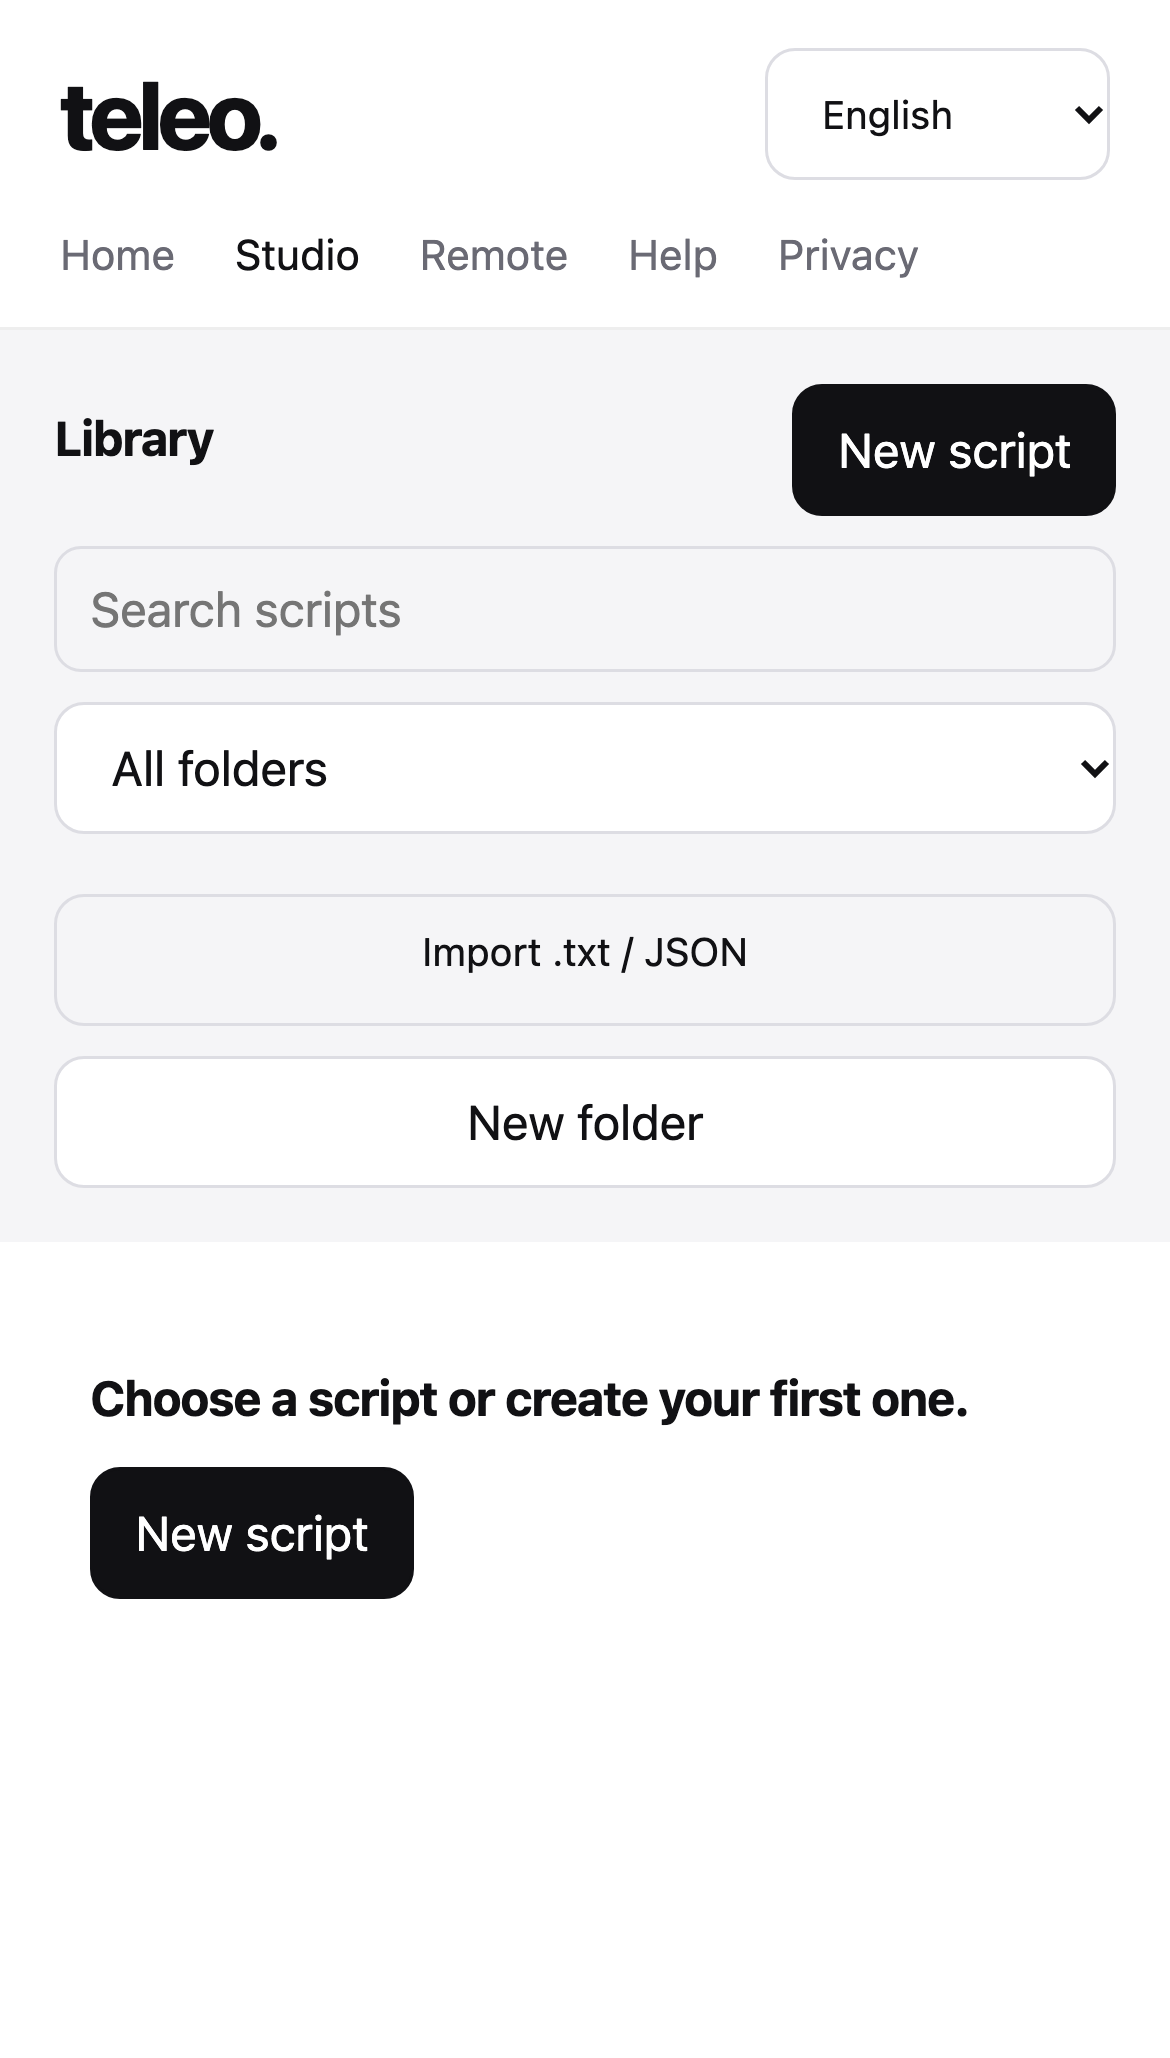 teleo.
English
Home Studio Remote Help Privacy
Library
New script
Search scripts
All folders
Import .txt / JSON
New folder
Choose a script or create your first one.
New script